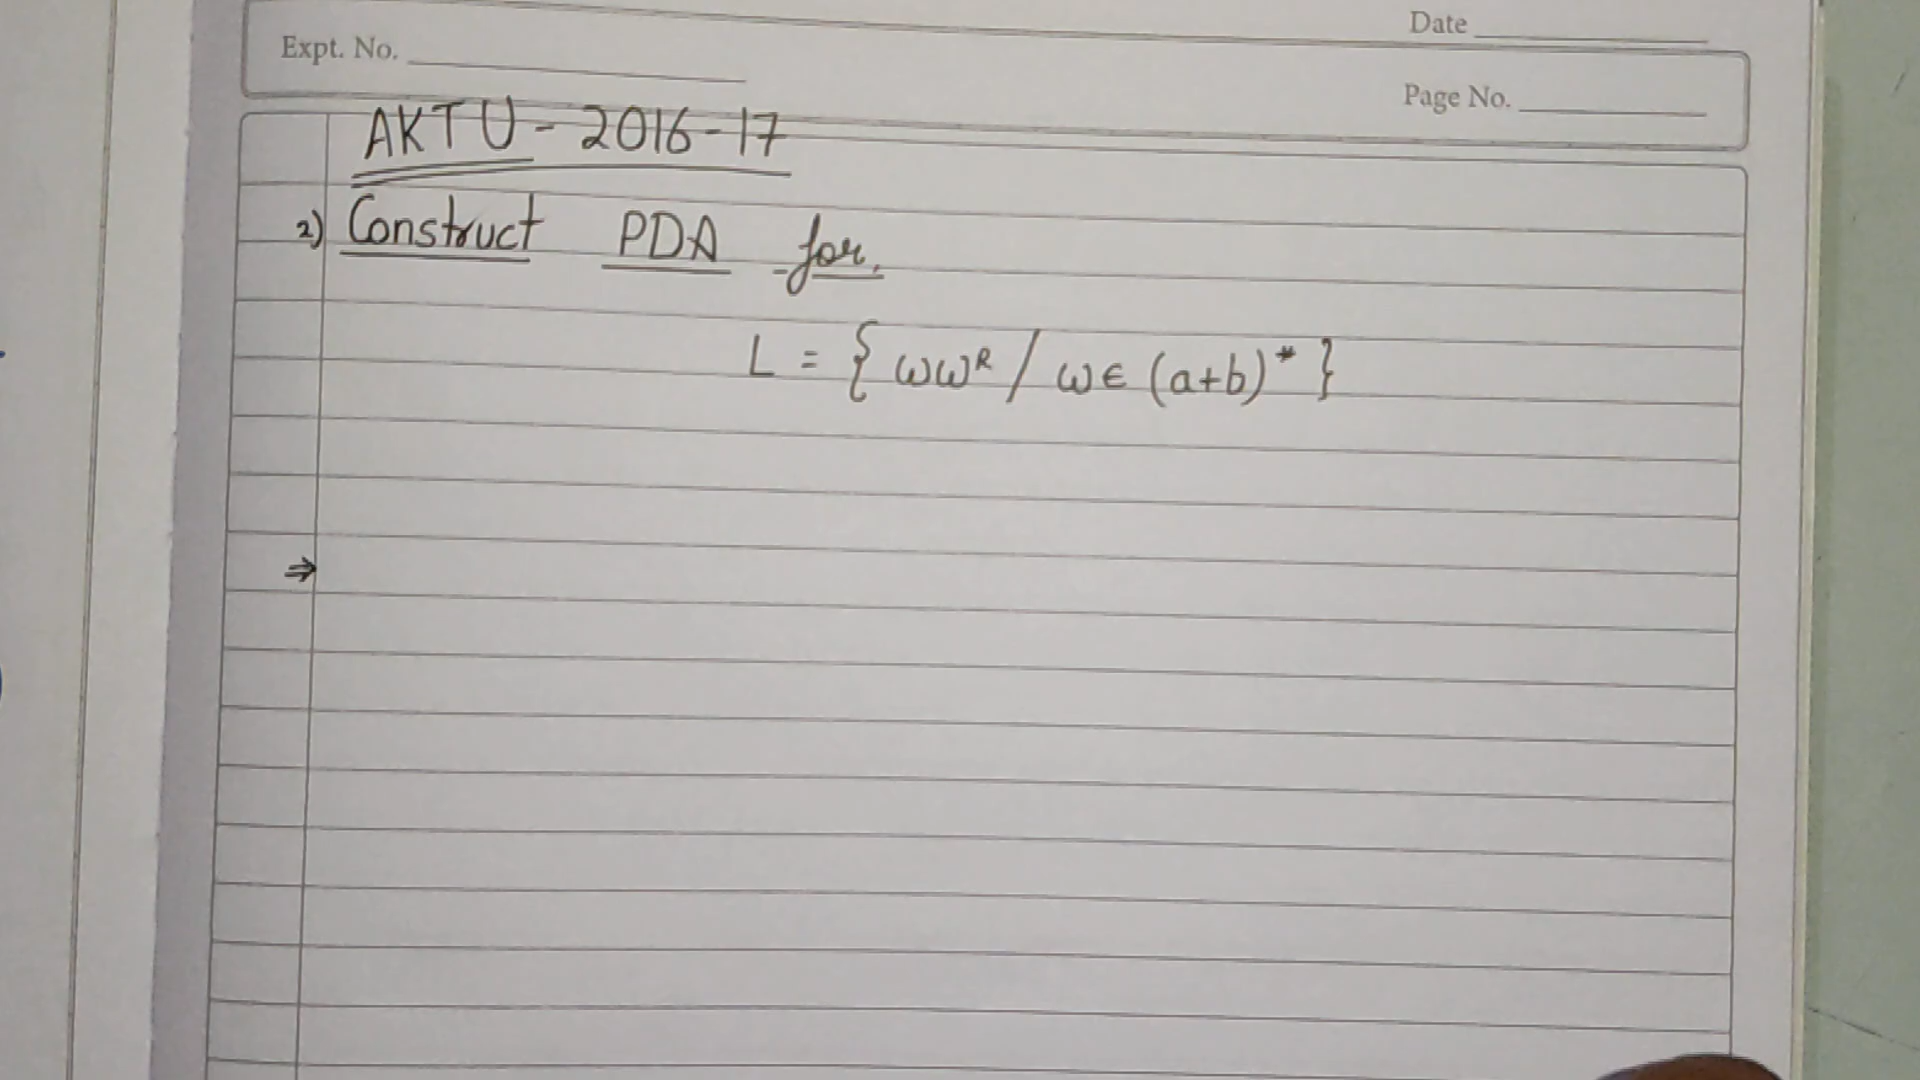 Date
Expt. No.
Page No.
AKTU - 2016-17
2) Construct PDA for,
L = { ωω^R / ω ∈ (a+b)^* }
⇒